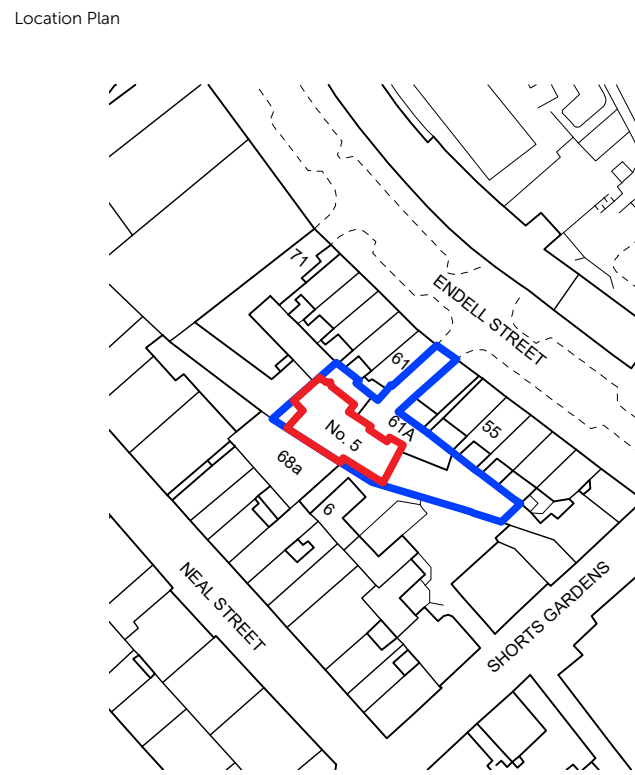 Location Plan
71
ENDELL STREET
61
61A
55
No. 5
68a
6
NEAL STREET
SHORTS GARDENS